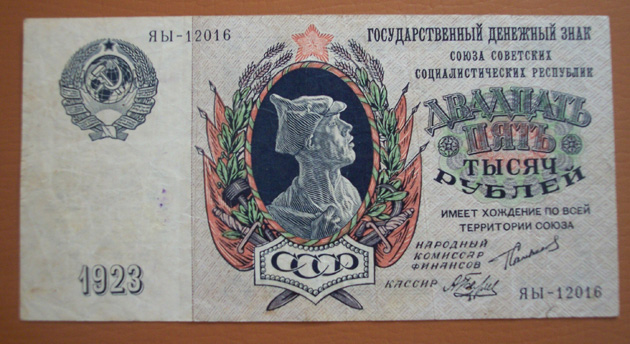 ЯЫ-12016
ГОСУДАРСТВЕННЫЙ ДЕНЕЖНЫЙ ЗНАК
СОЮЗА СОВЕТСКИХ
СОЦИАЛИСТИЧЕСКИХ РЕСПУБЛИК
ДВАДЦАТЬ
ПЯТЬ
ТЫСЯЧ
РУБЛЕЙ
ИМЕЕТ ХОЖДЕНИЕ ПО ВСЕЙ
ТЕРРИТОРИИ СОЮЗА
НАРОДНЫЙ
КОМИССАР
ФИНАНСОВ
КАССИР
СССР
1923
ЯЫ-12016